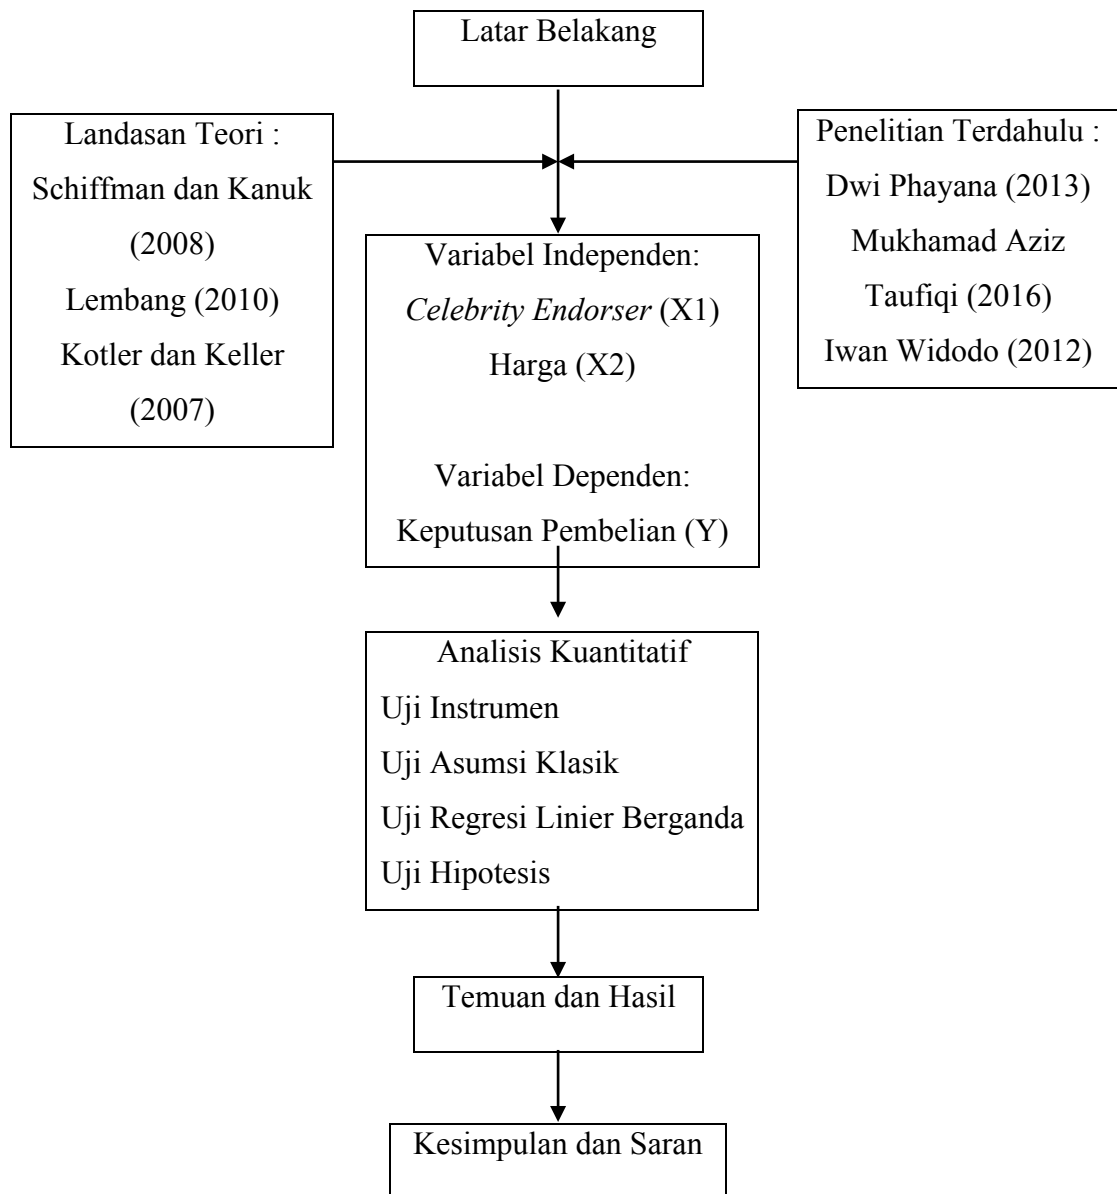 Latar Belakang
Landasan Teori :
Schiffman dan Kanuk
(2008)
Lembang (2010)
Kotler dan Keller
(2007)
Penelitian Terdahulu :
Dwi Phayana (2013)
Mukhamad Aziz
Taufiqi (2016)
Iwan Widodo (2012)
Variabel Independen:
Celebrity Endorser (X1)
Harga (X2)
Variabel Dependen:
Keputusan Pembelian (Y)
Analisis Kuantitatif
Uji Instrumen
Uji Asumsi Klasik
Uji Regresi Linier Berganda
Uji Hipotesis
Temuan dan Hasil
Kesimpulan dan Saran